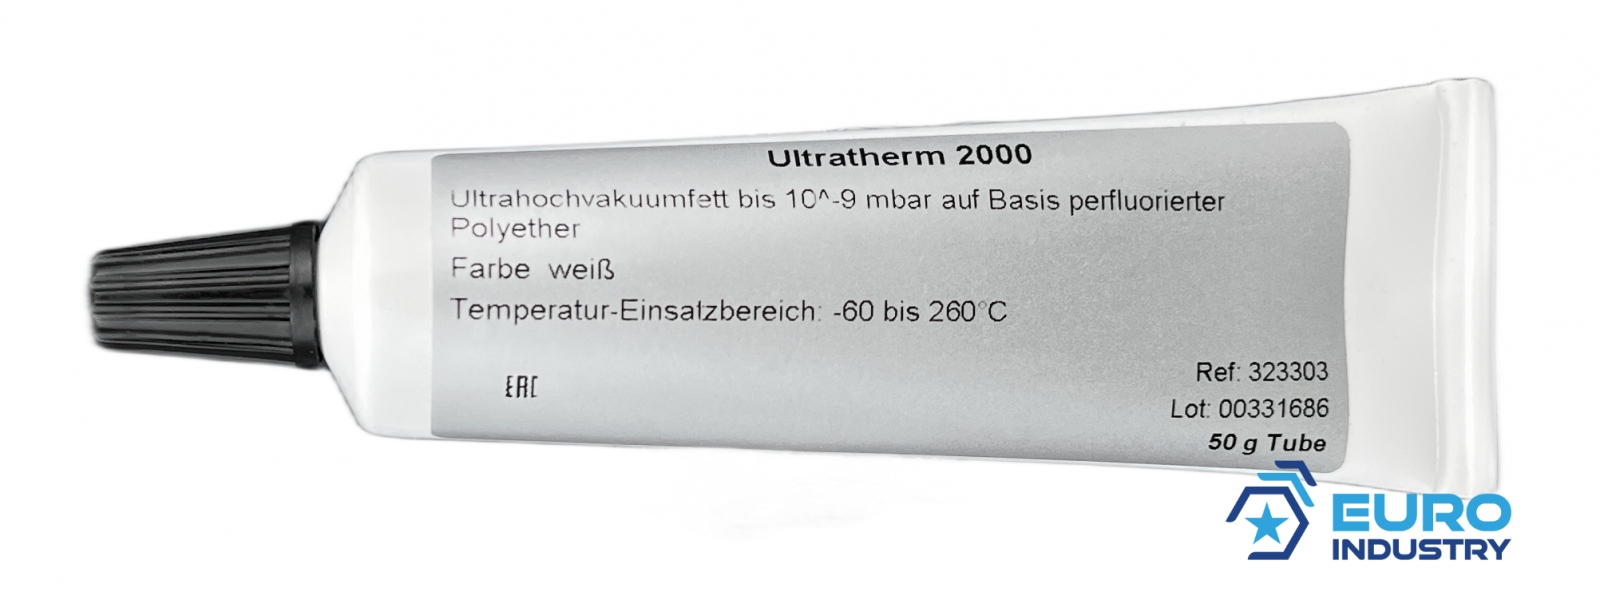 Ultratherm 2000
Ultrahochvakuumfett bis 10^-9 mbar auf Basis perfluorierter
Polyether
Farbe weiß
Temperatur-Einsatzbereich: -60 bis 260°C
EAC
Ref: 323303
Lot: 00331686
50 g Tube
EURO
INDUSTRY